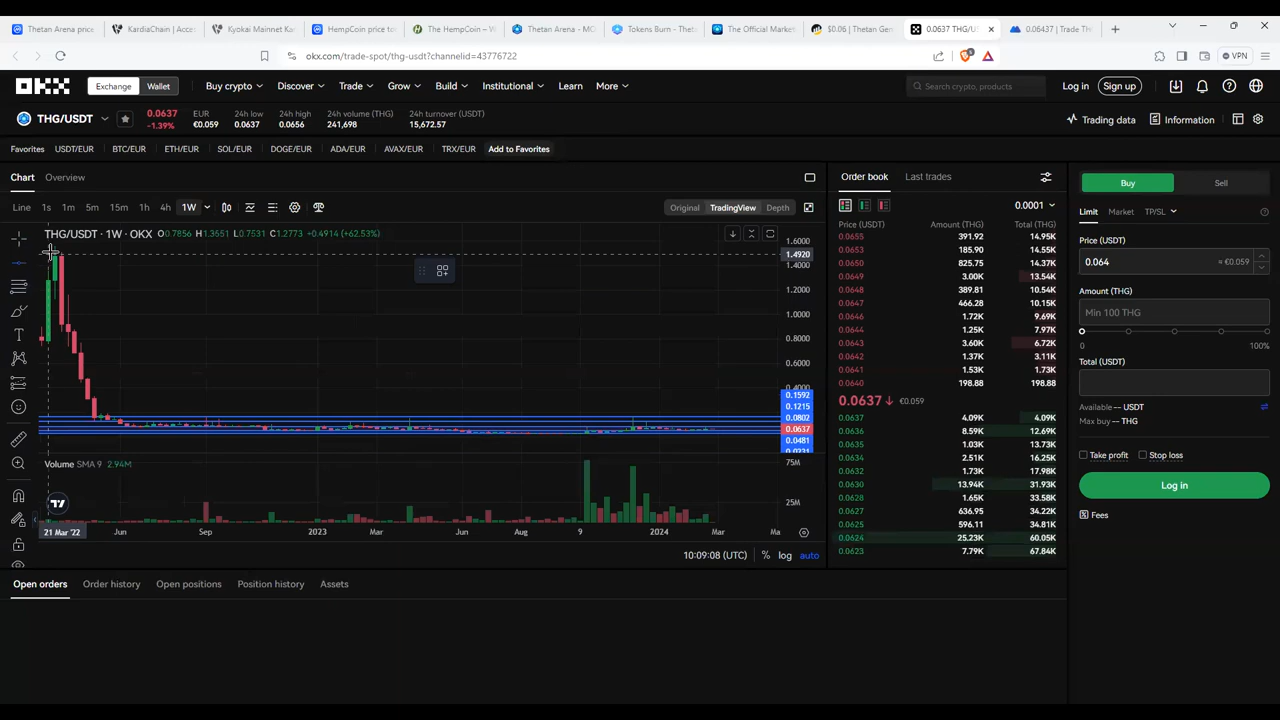 Thetan Arena price
KardiaChain | Acces
Kyokai Mainnet Kar
HempCoin price to
The HempCoin – W
Thetan Arena - MO
Tokens Burn - Theta
The Official Market
$0.06 | Thetan Gen
0.0637 THG/US
0.06437 | Trade TH
okx.com/trade-spot/thg-usdt?channelid=43776722
VPN
OKX Exchange Wallet Buy crypto Discover Trade Grow Build Institutional Learn More Search crypto, products Log in Sign up
THG/USDT
0.0637
-1.39%
EUR
€0.059
24h low
0.0637
24h high
0.0656
24h volume (THG)
241,698
24h turnover (USDT)
15,672.57
Trading data Information
Favorites USDT/EUR BTC/EUR ETH/EUR SOL/EUR DOGE/EUR ADA/EUR AVAX/EUR TRX/EUR Add to Favorites
Chart Overview
Line 1s 1m 5m 15m 1h 4h 1W Original TradingView Depth
THG/USDT · 1W · OKX O0.7856 H1.3651 L0.7531 C1.2773 +0.4914 (+62.53%)
1.6000
1.4920
1.4000
1.2000
1.0000
0.8000
0.6000
0.4000
0.1592
0.1215
0.0802
0.0637
0.0481
0.0231
Volume SMA 9 2.94M
75M
25M
21 Mar '22 Jun Sep 2023 Mar Jun Aug 9 2024 Mar Ma
10:09:08 (UTC) % log auto
Order book Last trades
0.0001
Price (USDT) Amount (THG) Total (THG)
0.0655 391.92 14.95K
0.0653 185.90 14.55K
0.0650 825.75 14.37K
0.0649 3.00K 13.54K
0.0648 389.81 10.54K
0.0647 466.28 10.15K
0.0646 1.72K 9.69K
0.0644 1.25K 7.97K
0.0643 3.60K 6.72K
0.0642 1.37K 3.11K
0.0641 1.53K 1.73K
0.0640 198.88 198.88
0.0637 €0.059
0.0637 4.09K 4.09K
0.0636 8.59K 12.69K
0.0635 1.03K 13.73K
0.0634 2.51K 16.25K
0.0632 1.73K 17.98K
0.0630 13.94K 31.93K
0.0628 1.65K 33.58K
0.0627 637.06 34.22K
0.0625 596.11 34.81K
0.0624 25.23K 60.05K
0.0623 7.79K 67.84K
Buy Sell
Limit Market TP/SL
Price (USDT)
0.064 ≈ €0.059
Amount (THG)
Min 100 THG
0 100%
Total (USDT)
Available -- USDT
Max buy -- THG
Take profit Stop loss
Log in
Fees
Open orders Order history Open positions Position history Assets